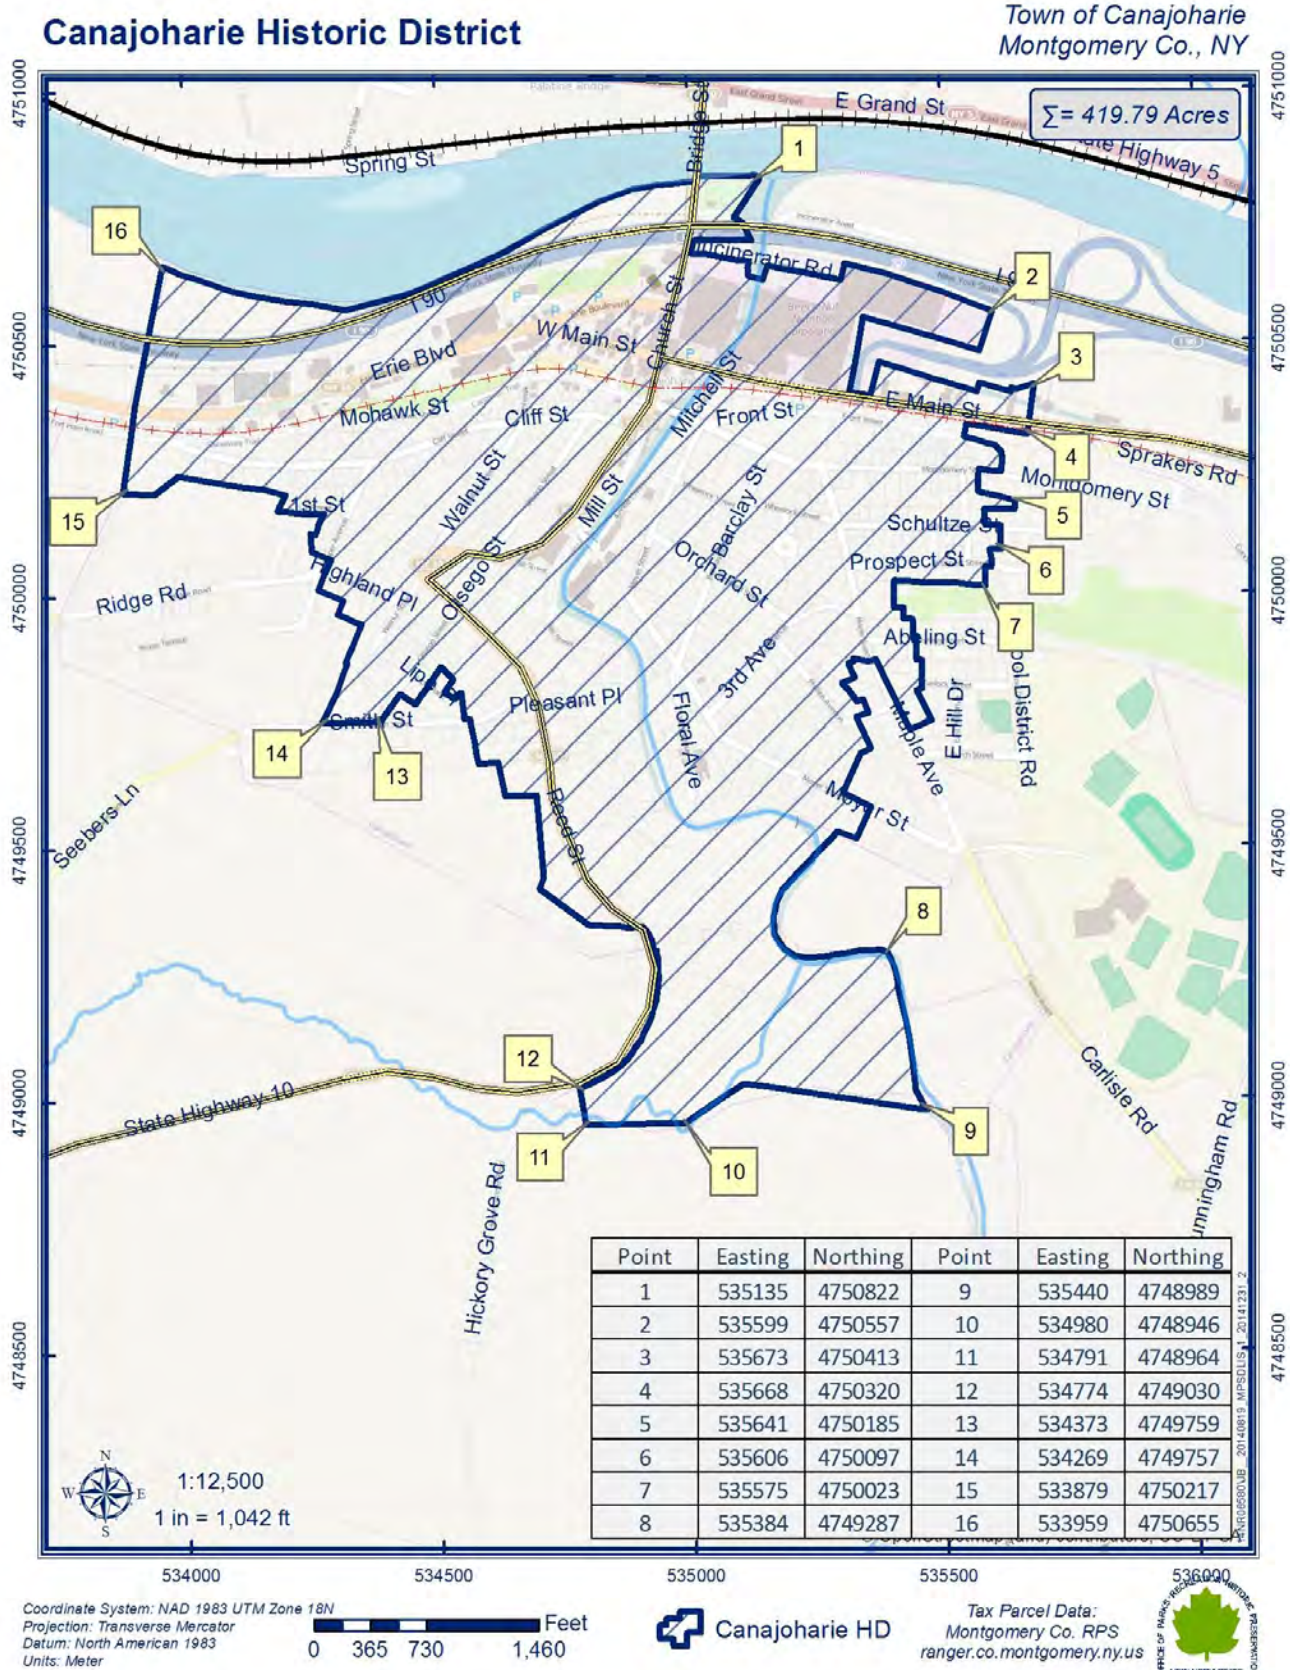 Canajoharie Historic District
Town of Canajoharie
Montgomery Co., NY
∑= 419.79 Acres
4751000
4750500
4750000
4749500
4749000
4748500
4751000
4750500
4750000
4749500
4749000
4748500
E Grand St
Spring St
Bridge St
State Highway 5
1
16
Incinerator Rd
2
I 90
W Main St
Church St
Erie Blvd
3
Mohawk St
Cliff St
Mitchell St
Front St
E Main St
4
Sprakers Rd
Montgomery St
5
15
1st St
Walnut St
Mill St
Barclay St
Schultze St
Prospect St
6
Highland Pl
Otsego St
Orchard St
7
Ridge Rd
Abeling St
3rd Ave
Pleasant Pl
Floral Ave
E Hill Dr
ool District Rd
Smith St
14
13
Maple Ave
Seebers Ln
Reed St
Moyer St
8
12
State Highway 10
Carlisle Rd
9
11
10
Hickory Grove Rd
unningham Rd
Point Easting Northing Point Easting Northing
1 535135 4750822 9 535440 4748989
2 535599 4750557 10 534980 4748946
3 535673 4750413 11 534791 4748964
4 535668 4750320 12 534774 4749030
5 535641 4750185 13 534373 4749759
6 535606 4750097 14 534269 4749757
7 535575 4750023 15 533879 4750217
8 535384 4749287 16 533959 4750655
N
W E
S
1:12,500
1 in = 1,042 ft
534000 534500 535000 535500 536000
Coordinate System: NAD 1983 UTM Zone 18N
Projection: Transverse Mercator
Datum: North American 1983
Units: Meter
Feet
0 365 730 1,460
Canajoharie HD
Tax Parcel Data:
Montgomery Co. RPS
ranger.co.montgomery.ny.us